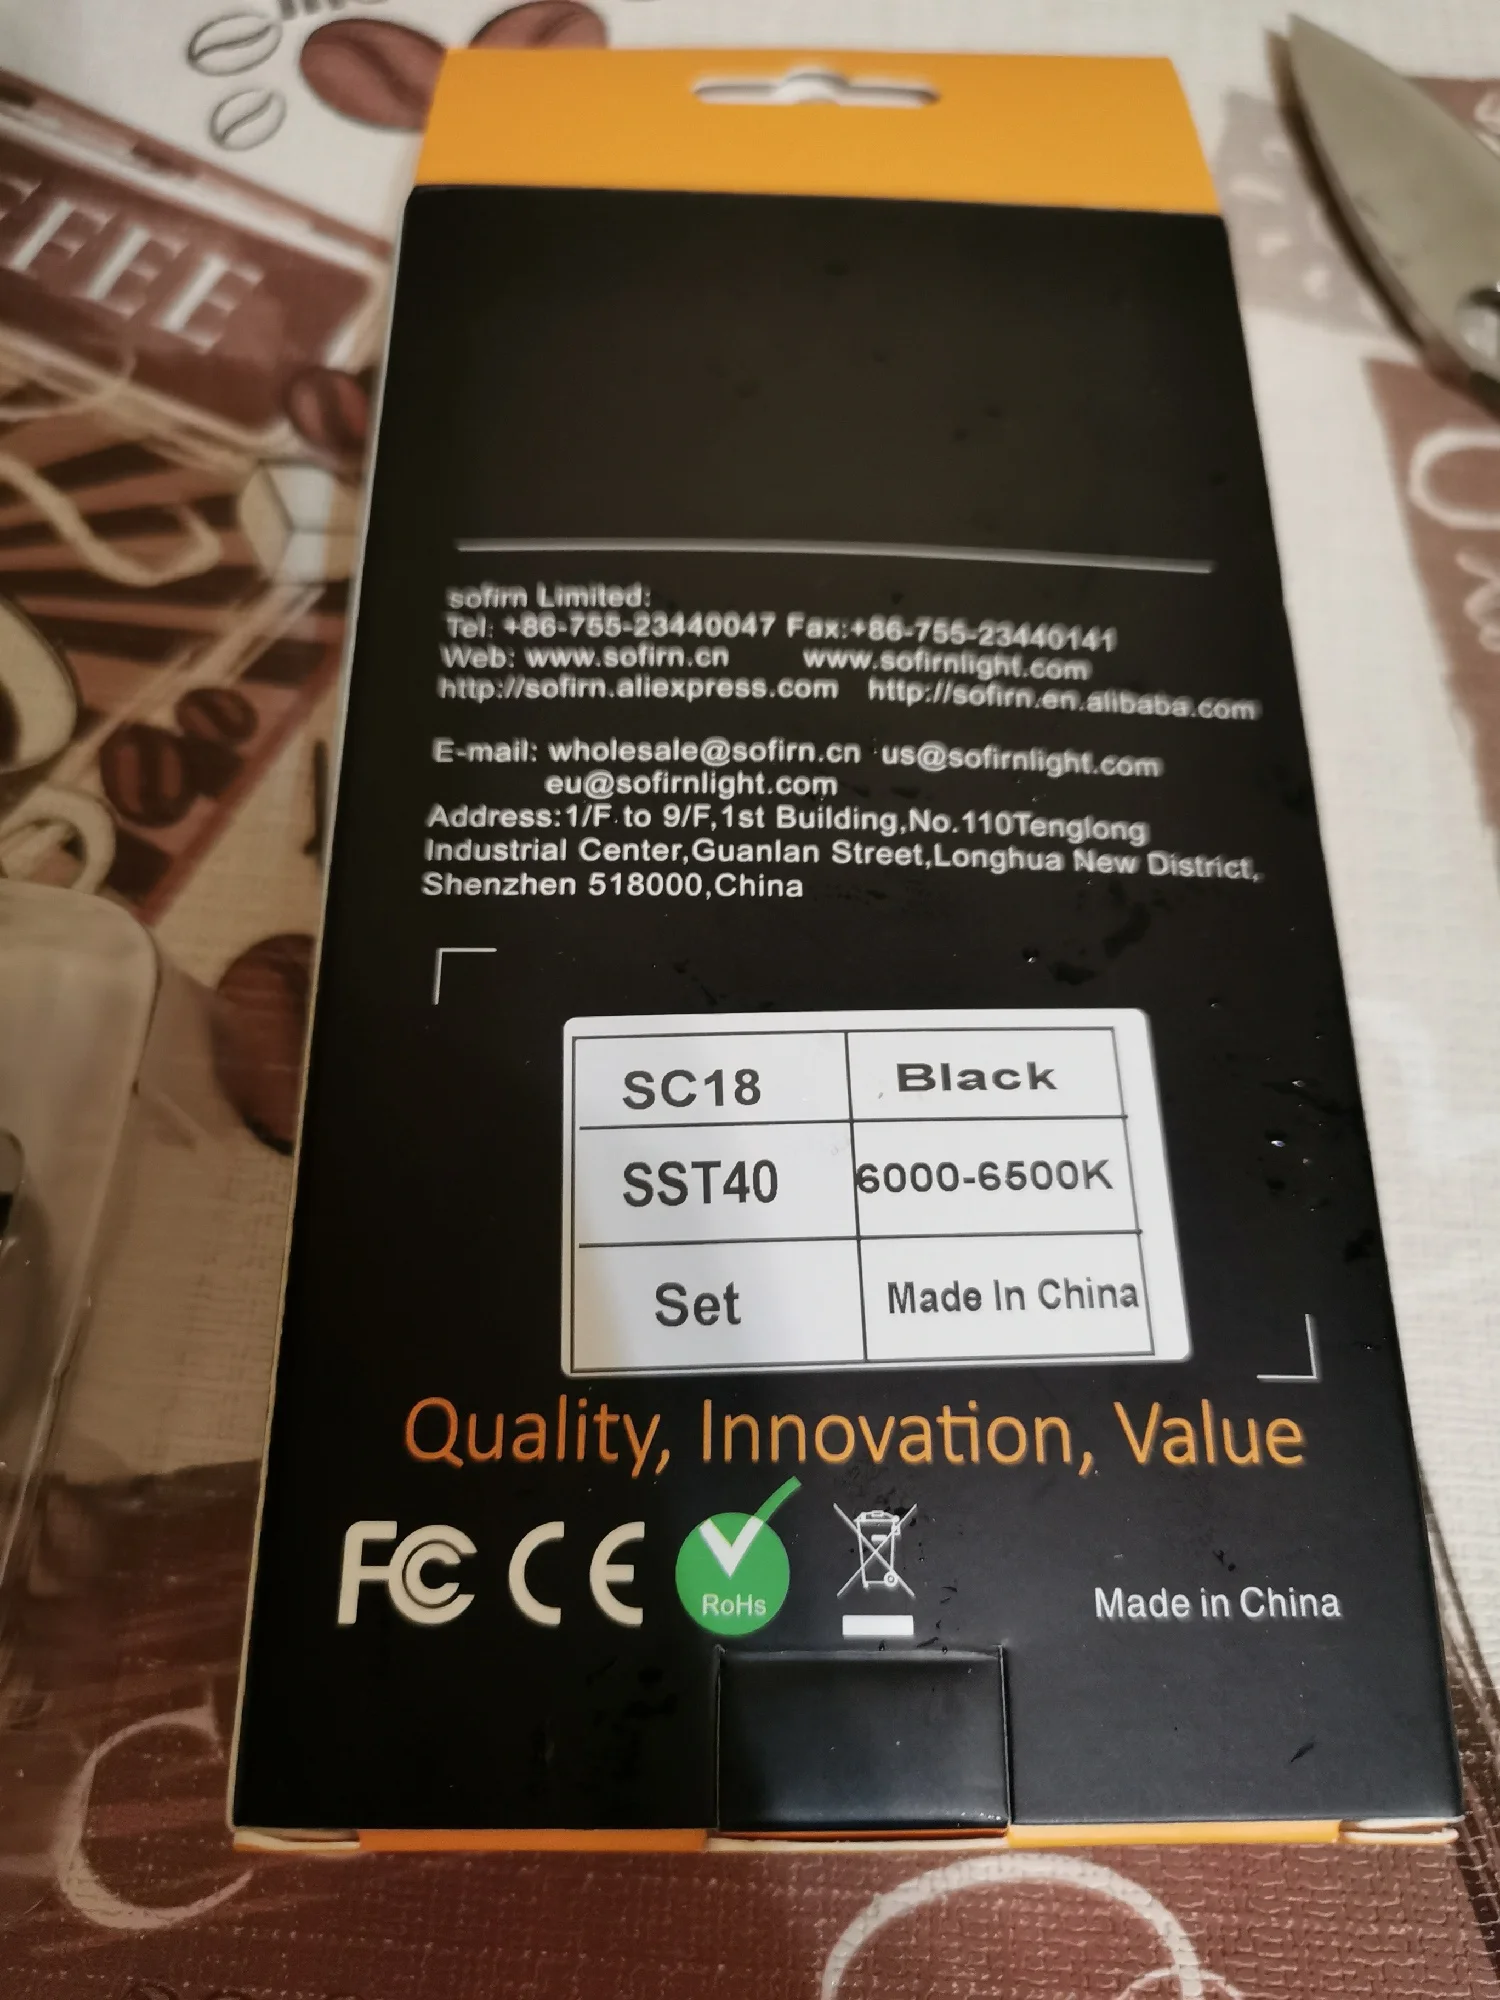 FFEE
sofirn Limited:
Tel: +86-755-23440047 Fax:+86-755-23440141
Web: www.sofirn.cn www.sofirnlight.com
http://sofirn.aliexpress.com http://sofirn.en.alibaba.com
E-mail: wholesale@sofirn.cn us@sofirnlight.com
eu@sofirnlight.com
Address:1/F to 9/F,1st Building,No.110Tenglong
Industrial Center,Guanlan Street,Longhua New District,
Shenzhen 518000,China
SC18 Black
SST40 6000-6500K
Set Made In China
Quality, Innovation, Value
FC CE RoHs
Made in China